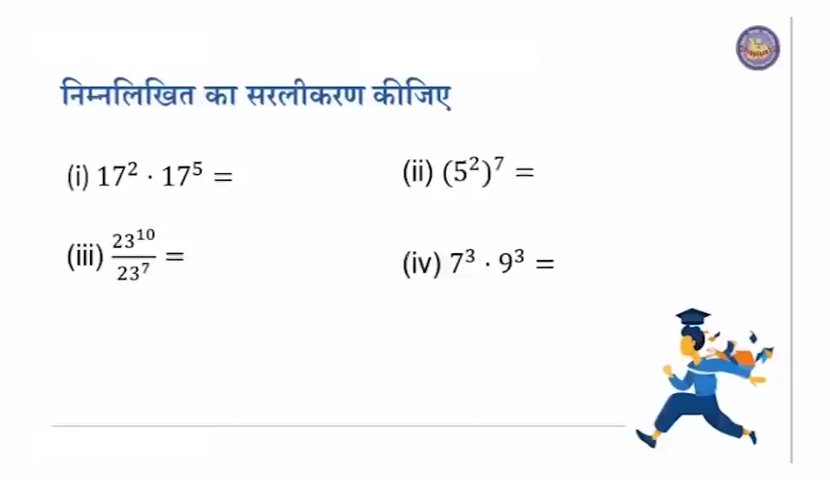 निम्नलिखित का सरलीकरण कीजिए
(i) 17² · 17⁵ =
(ii) (5²)⁷ =
(iii) 23¹⁰/23⁷ =
(iv) 7³ · 9³ =